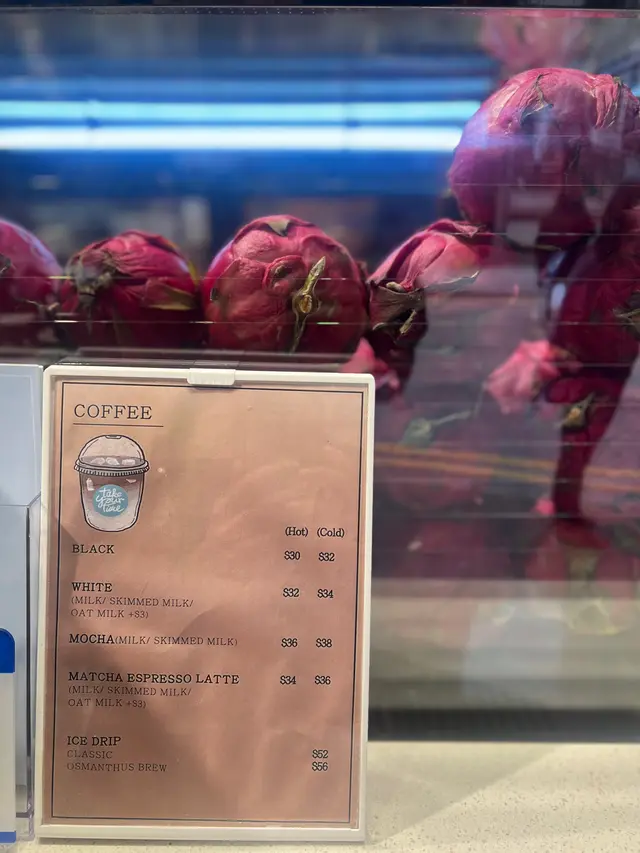 COFFEE
take
your
time
(Hot) (Cold)
BLACK $30 $32
WHITE $32 $34
(MILK/ SKIMMED MILK/
OAT MILK +$3)
MOCHA(MILK/ SKIMMED MILK) $36 $38
MATCHA ESPRESSO LATTE $34 $36
(MILK/ SKIMMED MILK/
OAT MILK +$3)
ICE DRIP
CLASSIC $52
OSMANTHUS BREW $56